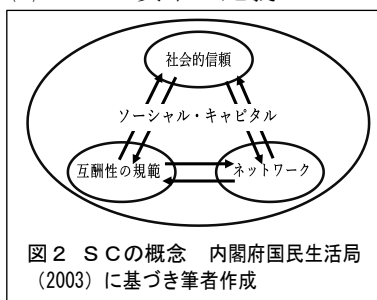 社会的信頼
ソーシャル・キャピタル
互酬性の規範
ネットワーク
図2 SCの概念 内閣府国民生活局
(2003) に基づき筆者作成